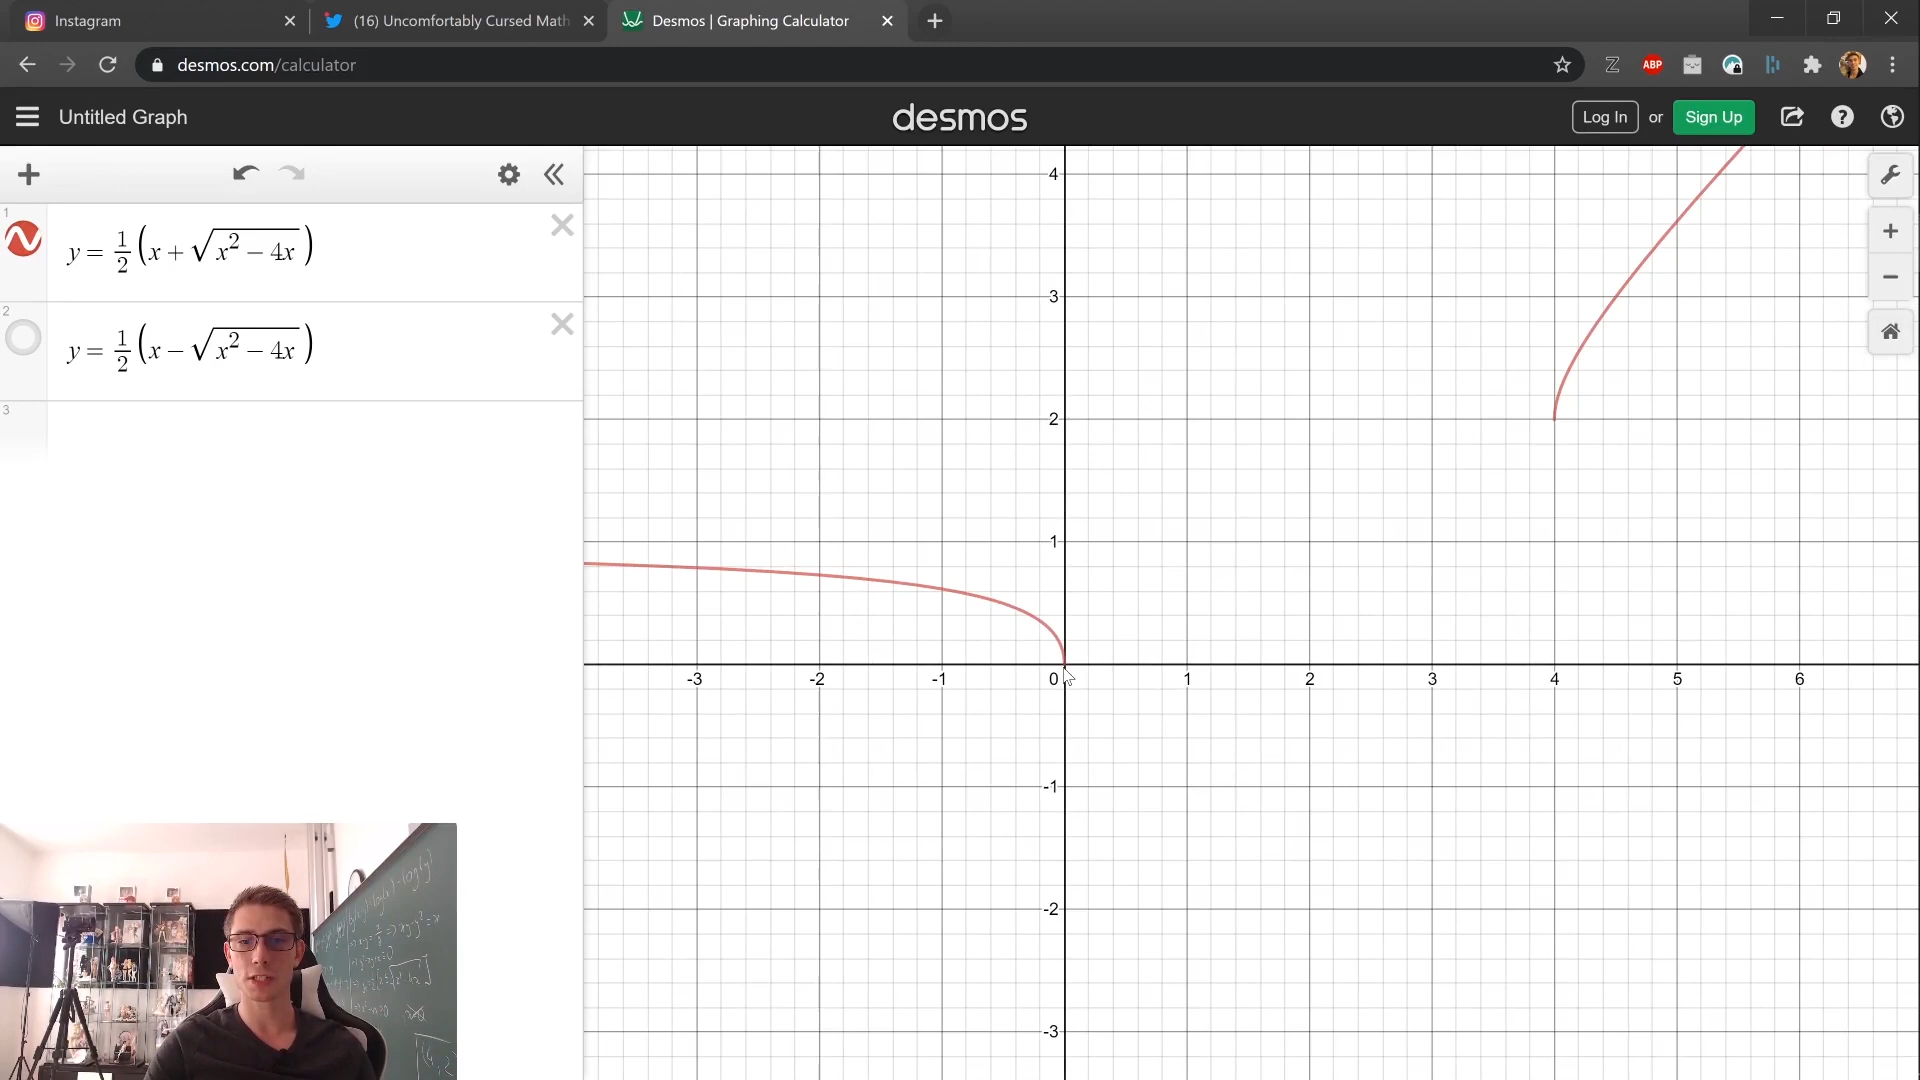 Instagram
(16) Uncomfortably Cursed Math
Desmos | Graphing Calculator
desmos.com/calculator
Z
ABP
Untitled Graph
desmos
Log In or Sign Up
1
y = 1/2 (x + √(x² − 4x))
2
y = 1/2 (x − √(x² − 4x))
3
4
3
2
1
-3 -2 -1 0 1 2 3 4 5 6
-1
-2
-3